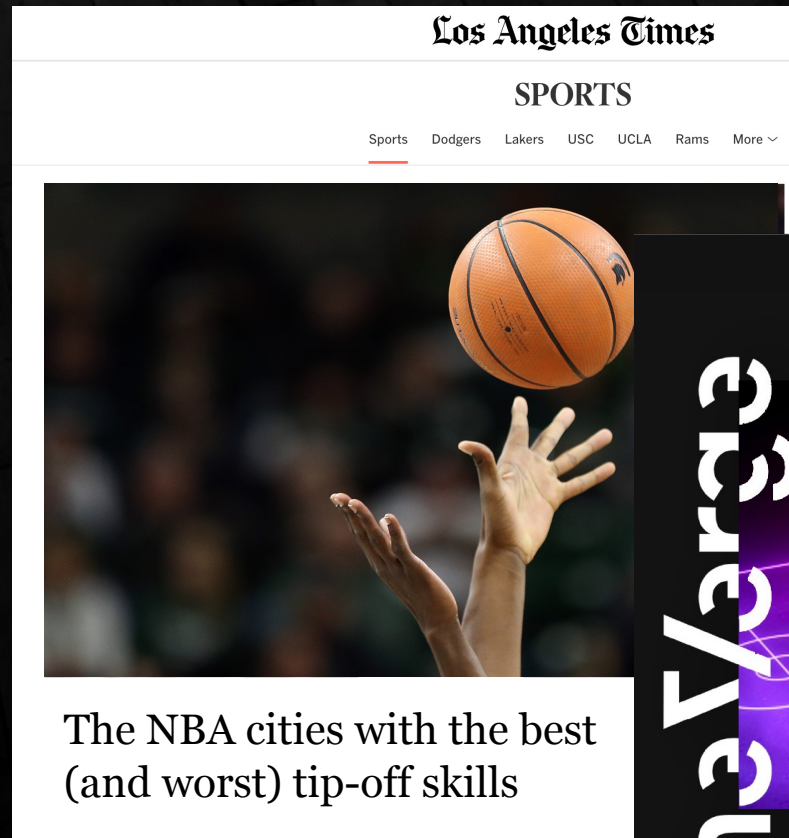 Los Angeles Times
SPORTS
Sports Dodgers Lakers USC UCLA Rams More
The NBA cities with the best
(and worst) tip-off skills
Verge